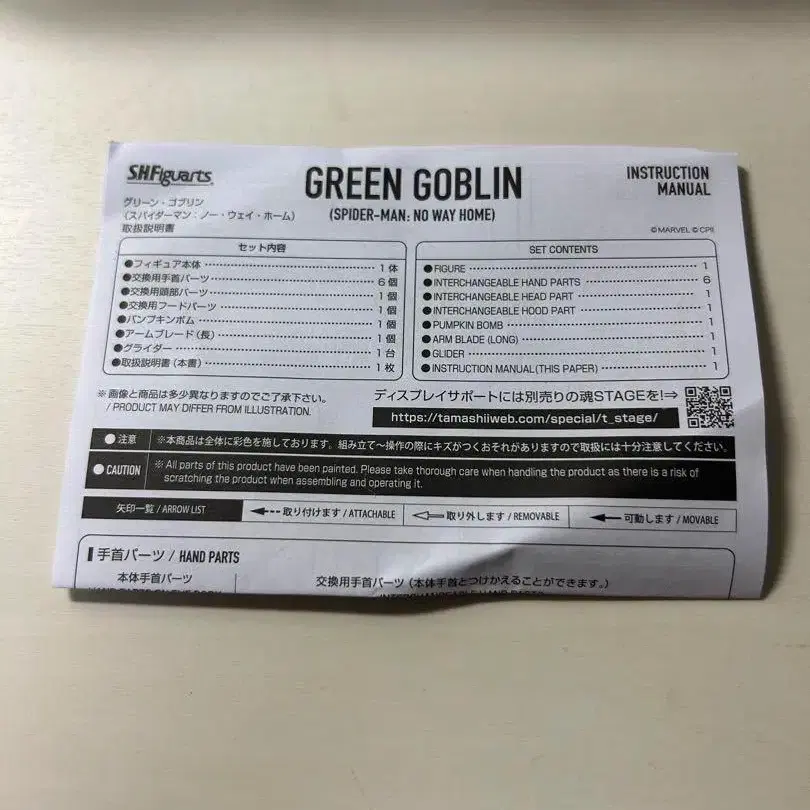 S.H.Figuarts
グリーン・ゴブリン
(スパイダーマン：ノー・ウェイ・ホーム)
取扱説明書
GREEN GOBLIN
(SPIDER-MAN: NO WAY HOME)
INSTRUCTION
MANUAL
©MARVEL ©CPII
セット内容
●フィギュア本体 1体
●交換用手首パーツ 6個
●交換用頭部パーツ 1個
●交換用フードパーツ 1個
●パンプキンボム 1個
●アームブレード(長) 1個
●グライダー 1台
●取扱説明書(本書) 1枚
SET CONTENTS
●FIGURE 1
●INTERCHANGEABLE HAND PARTS 6
●INTERCHANGEABLE HEAD PART 1
●INTERCHANGEABLE HOOD PART 1
●PUMPKIN BOMB 1
●ARM BLADE (LONG) 1
●GLIDER 1
●INSTRUCTION MANUAL(THIS PAPER) 1
※画像と商品は多少異なりますのでご了承下さい。
/ PRODUCT MAY DIFFER FROM ILLUSTRATION.
ディスプレイサポートには別売りの魂STAGEを!⇒
https://tamashiiweb.com/special/t_stage/
●注意 ※本商品は全体に彩色を施しております。組み立て〜操作の際にキズがつくおそれがありますので取扱には十分注意してください。
●CAUTION ※All parts of this product have been painted. Please take thorough care when handling the product as there is a risk of
scratching the product when assembling and operating it.
矢印一覧 / ARROW LIST 取り付けます / ATTACHABLE 取り外します / REMOVABLE 可動します / MOVABLE
手首パーツ / HAND PARTS
本体手首パーツ 交換用手首パーツ (本体手首とつけかえることができます。)